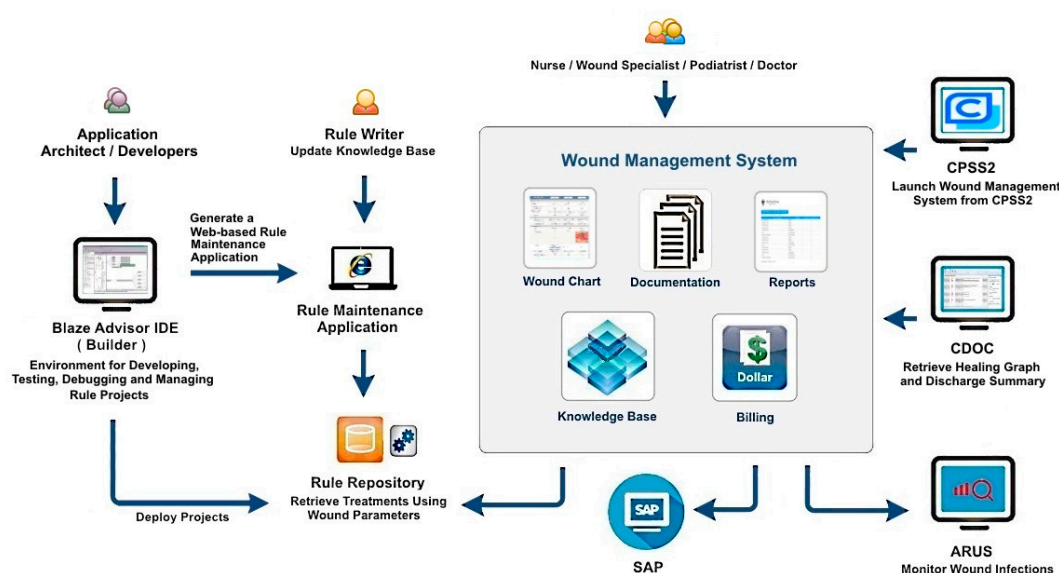 Nurse / Wound Specialist / Podiatrist / Doctor
Application
Architect / Developers
Rule Writer
Update Knowledge Base
Generate a
Web-based Rule
Maintenance
Application
Blaze Advisor IDE
( Builder )
Environment for Developing,
Testing, Debugging and Managing
Rule Projects
Rule Maintenance
Application
Deploy Projects
Rule Repository
Retrieve Treatments Using
Wound Parameters
Wound Management System
Wound Chart
Documentation
Reports
Knowledge Base
Dollar
Billing
CPSS2
Launch Wound Management
System from CPSS2
CDOC
Retrieve Healing Graph
and Discharge Summary
SAP
SAP
ARUS
Monitor Wound Infections